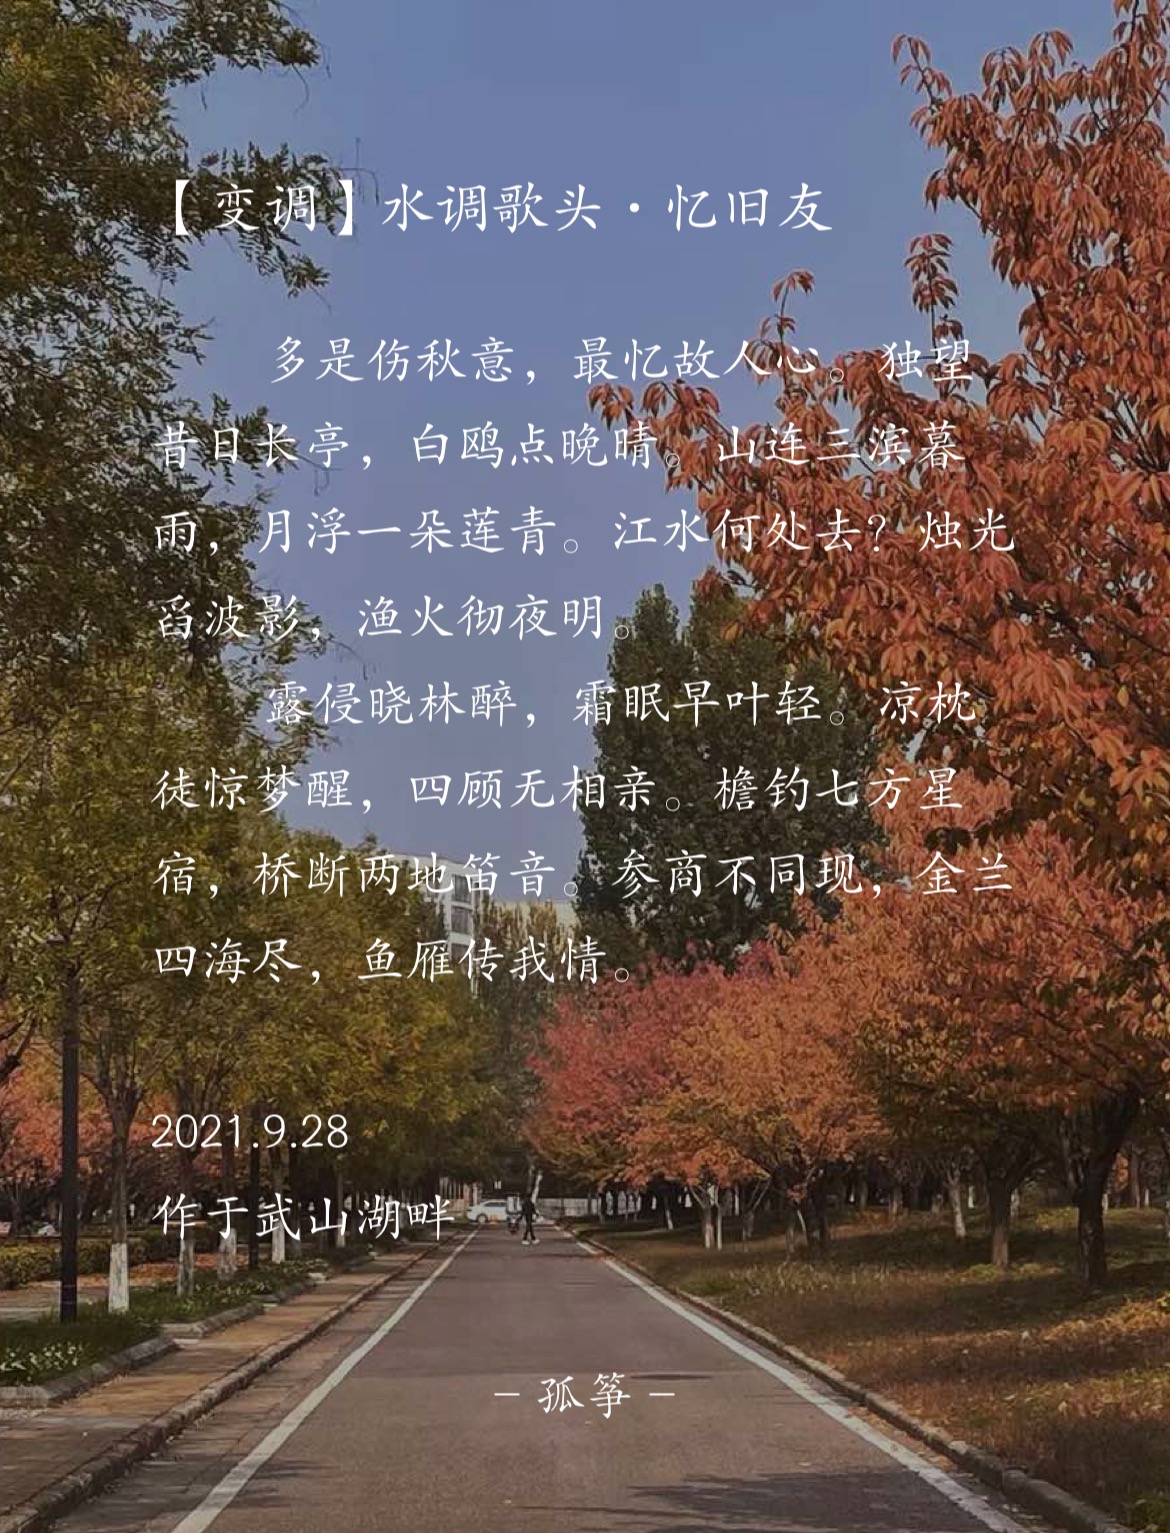 【变调】水调歌头·忆旧友
多是伤秋意，最忆故人心。独望
昔日长亭，白鸥点晚晴。山连三滨暮
雨，月浮一朵莲青。江水何处去？烛光
舀波影，渔火彻夜明。
露侵晓林醉，霜眠早叶轻。凉枕
徒惊梦醒，四顾无相亲。檐钓七方星
宿，桥断两地笛音。参商不同现，金兰
四海尽，鱼雁传我情。
2021.9.28
作于武山湖畔
– 孤筝 –